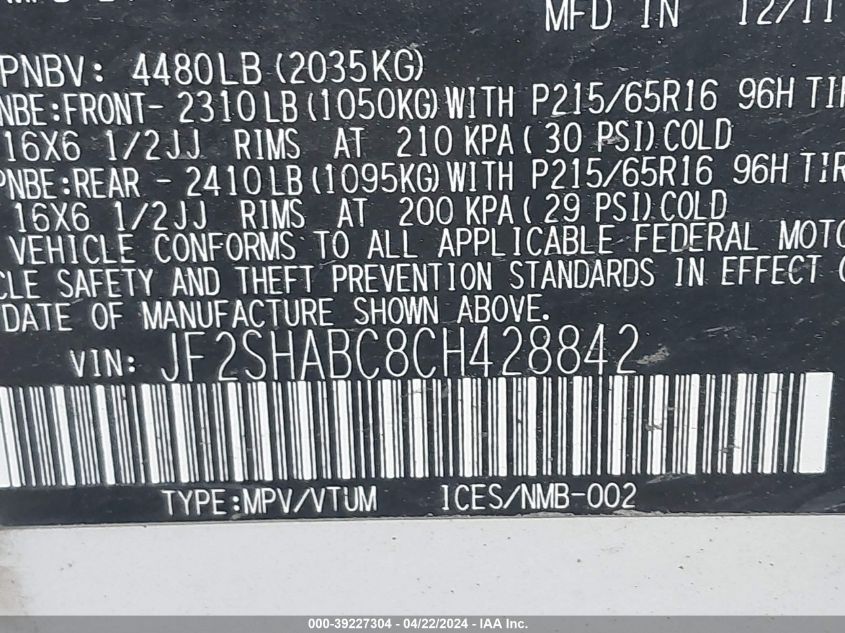 MFD IN 12/11
PNBV: 4480LB(2035KG)
NBE:FRONT- 2310LB(1050KG)WITH P215/65R16 96H TIR
16X6 1/2JJ RIMS AT 210 KPA(30 PSI)COLD
PNBE:REAR - 2410LB(1095KG)WITH P215/65R16 96H TIR
16X6 1/2JJ RIMS AT 200 KPA(29 PSI)COLD
VEHICLE CONFORMS TO ALL APPLICABLE FEDERAL MOTO
CLE SAFETY AND THEFT PREVENTION STANDARDS IN EFFECT O
DATE OF MANUFACTURE SHOWN ABOVE.
VIN: JF2SHABC8CH428842
TYPE:MPV/VTUM ICES/NMB-002
000-39227304 - 04/22/2024 - IAA Inc.